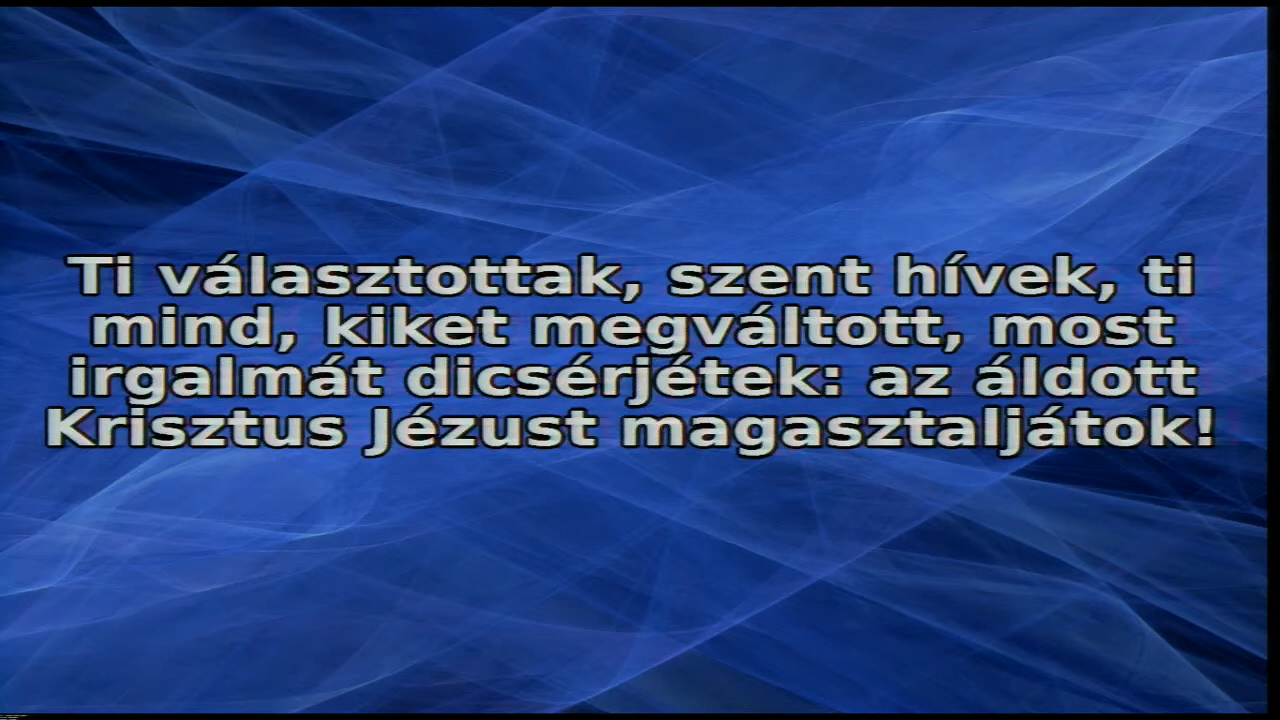 Ti választottak, szent hívek, ti
mind, kiket megváltott, most
irgalmát dicsérjétek: az áldott
Krisztus Jézust magasztaljátok!